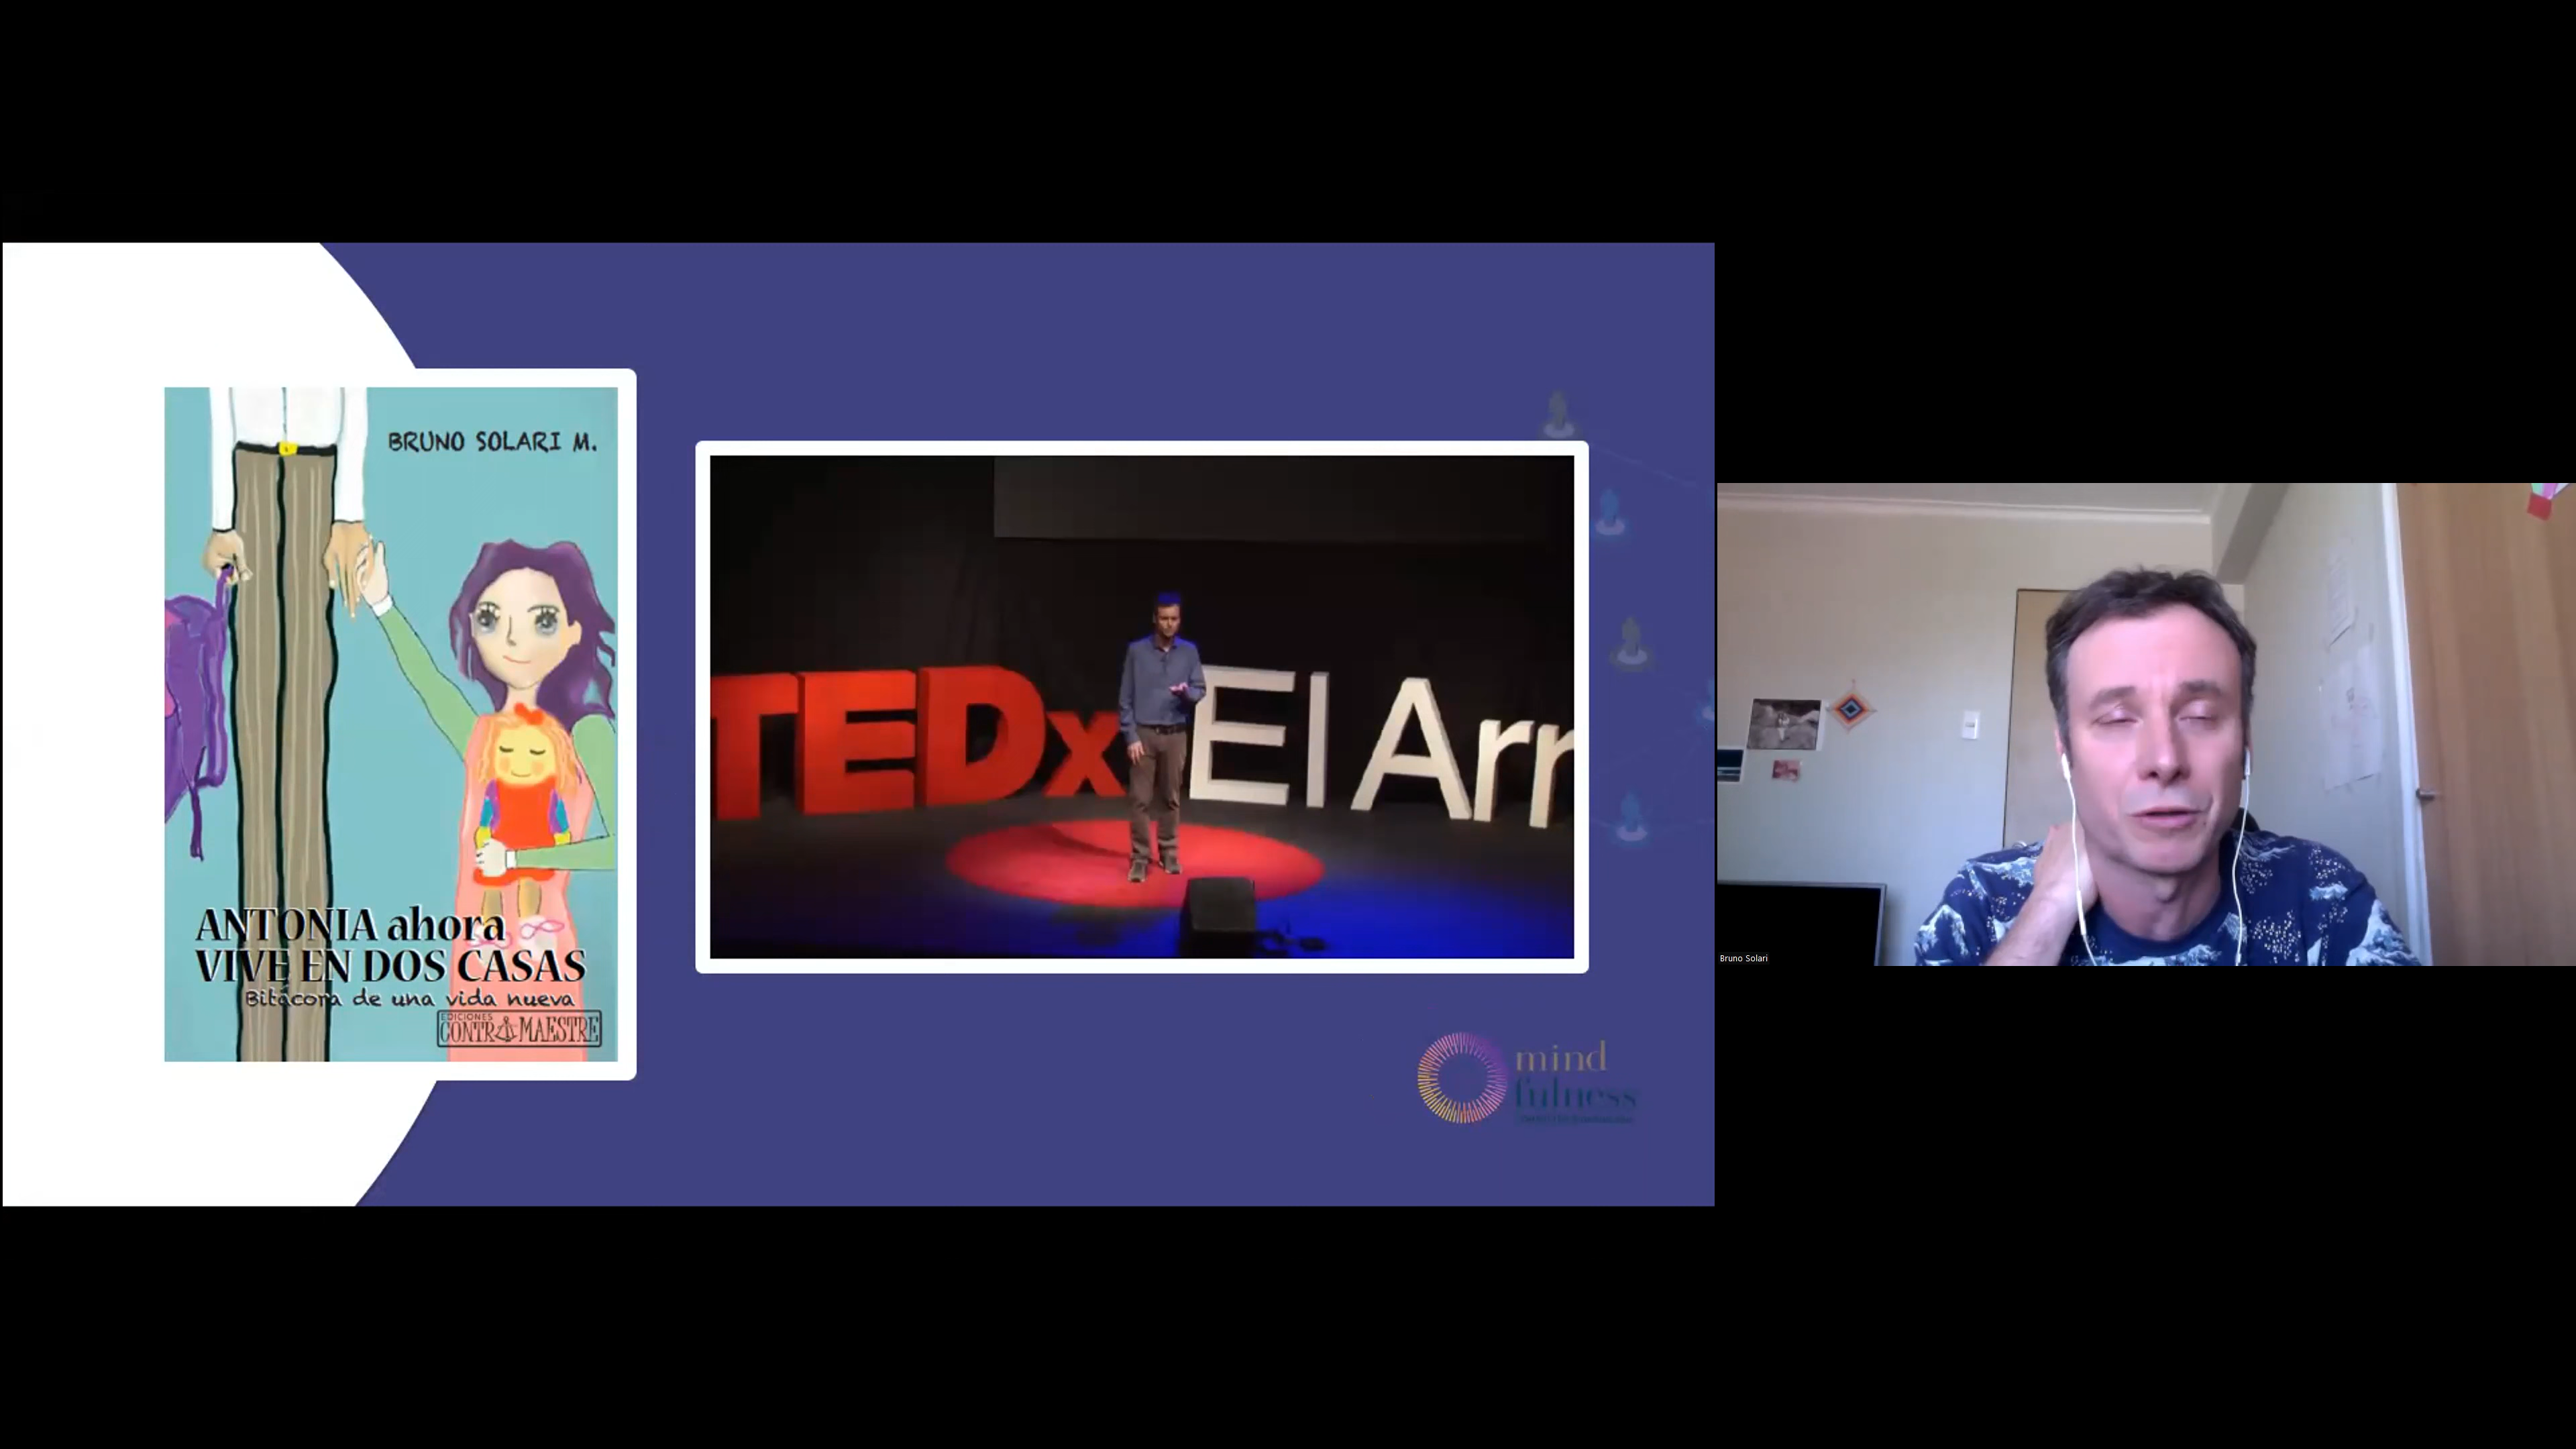 BRUNO SOLARI M.
ANTONIA ahora
VIVE EN DOS CASAS
Bitácora de una vida nueva
EDICIONES
CONTRAMAESTRE
TEDx El Arr
mind
fulness
Bruno Solari